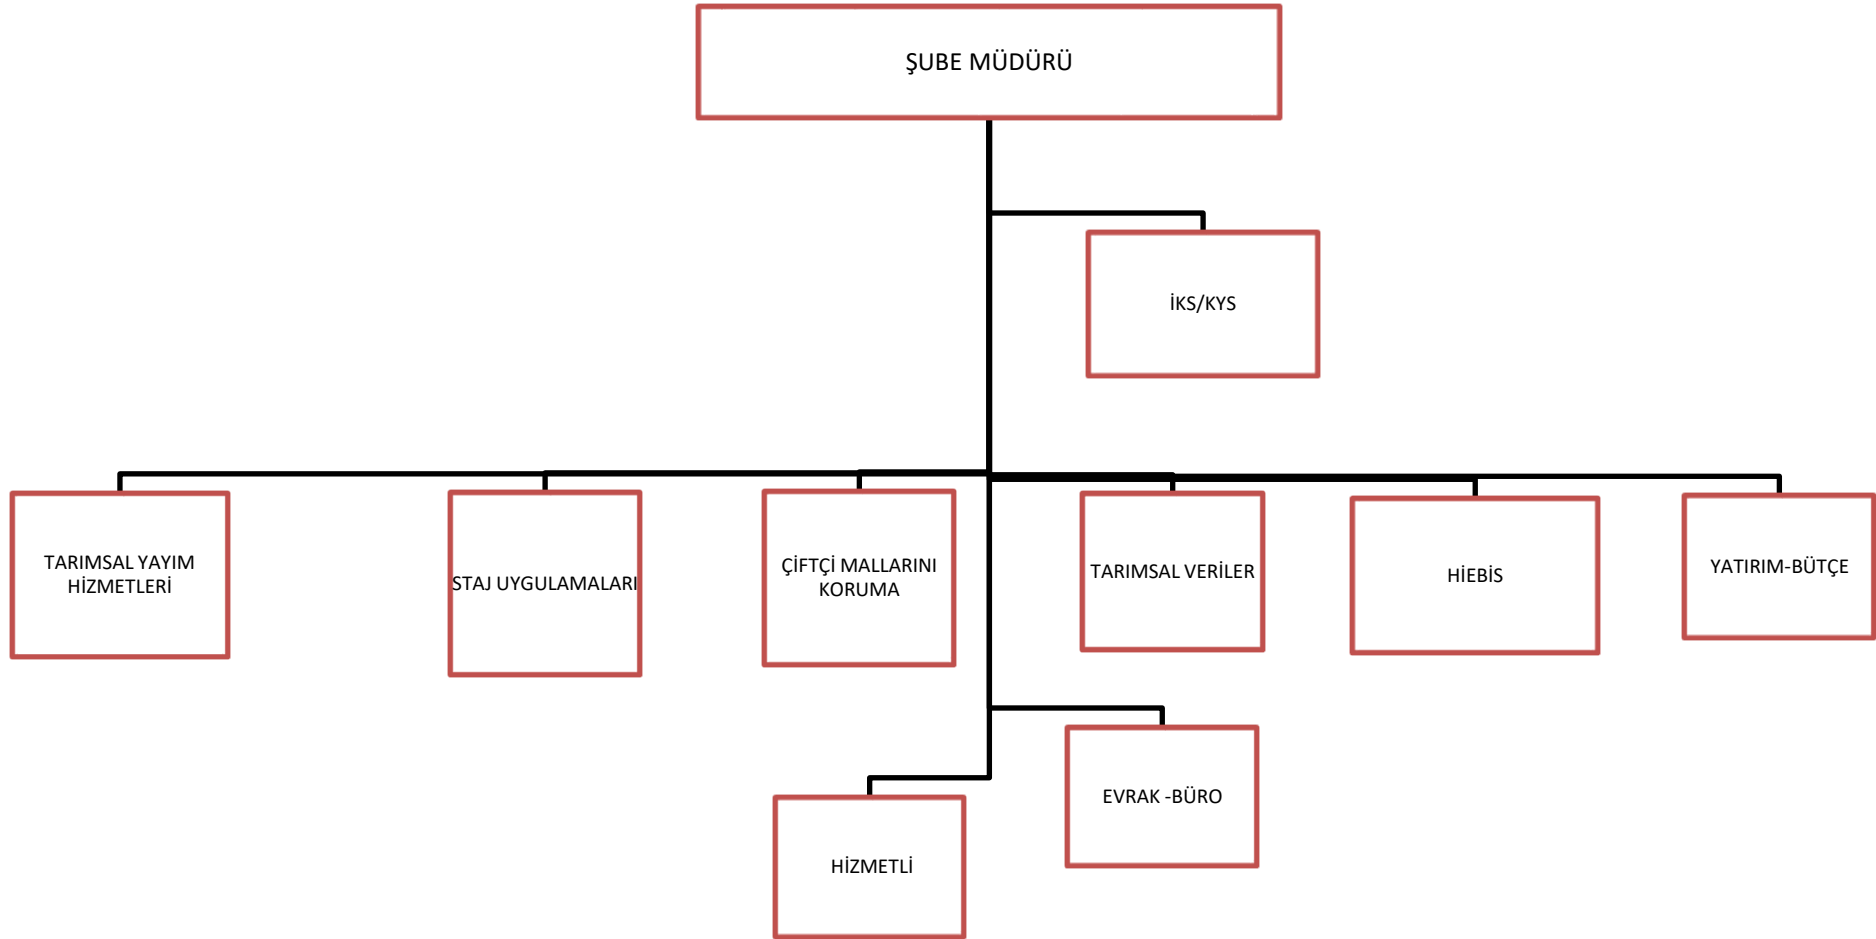 ŞUBE MÜDÜRÜ
İKS/KYS
TARIMSAL YAYIM
HİZMETLERİ
STAJ UYGULAMALARI
ÇİFTÇİ MALLARINI
KORUMA
TARIMSAL VERİLER
HİEBİS
YATIRIM-BÜTÇE
EVRAK -BÜRO
HİZMETLİ